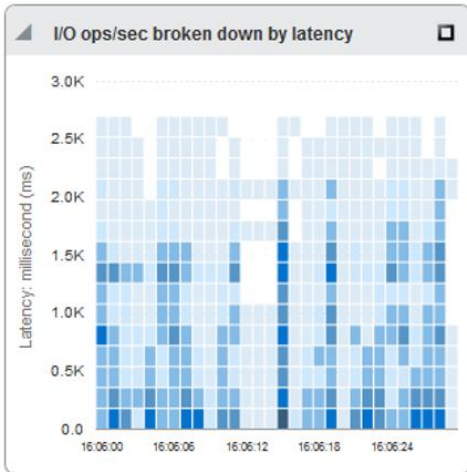 I/O ops/sec broken down by latency
3.0K
2.5K
2.0K
1.5K
1.0K
0.5K
0.0
Latency: millisecond (ms)
16:06:00 16:06:06 16:06:12 16:06:18 16:06:24